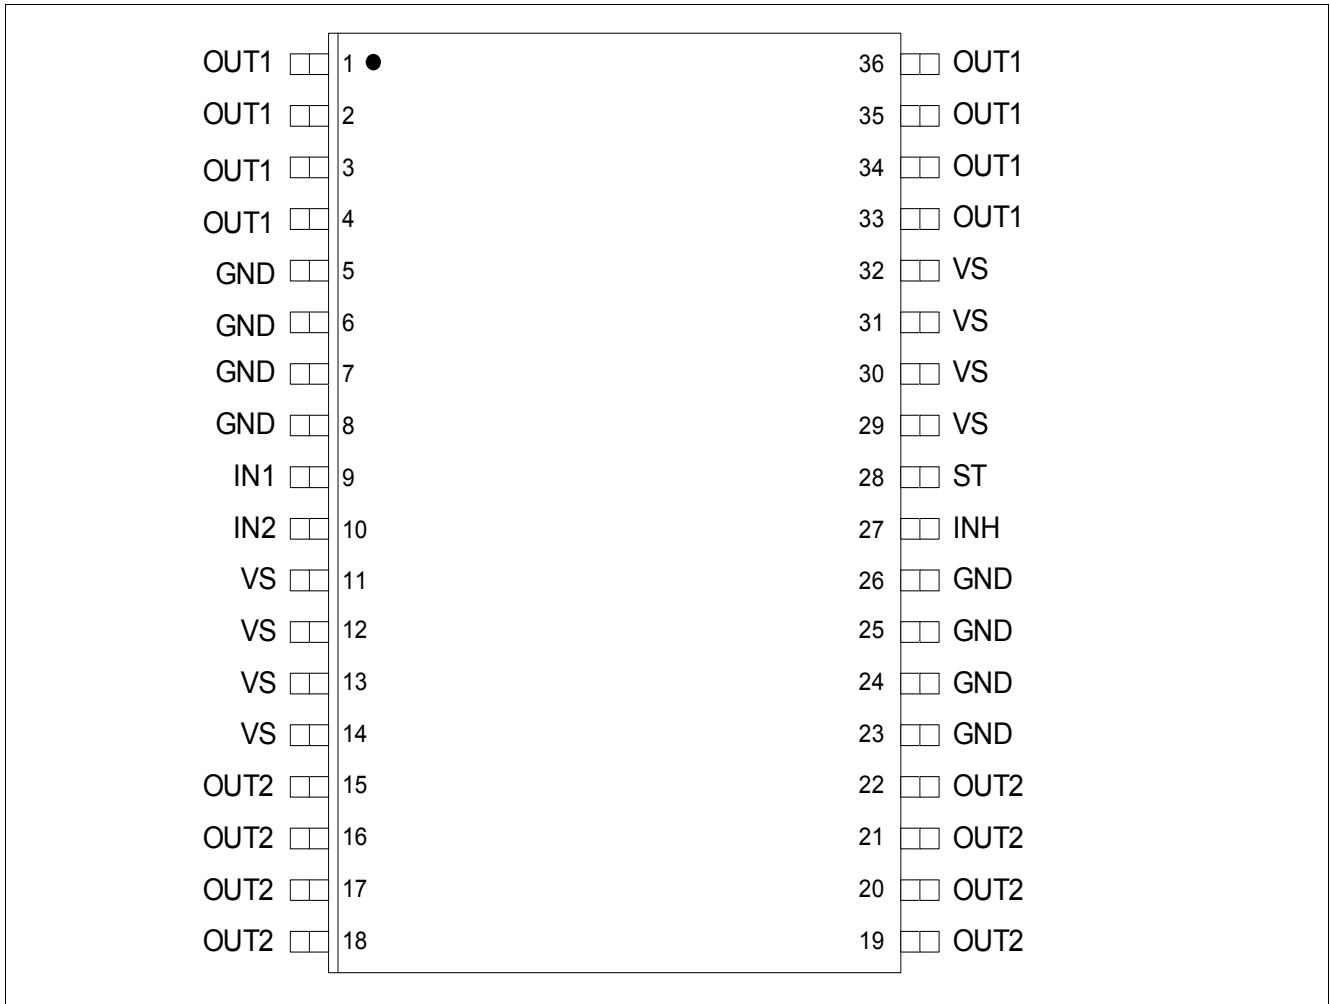 OUT1 1 36 OUT1
OUT1 2 35 OUT1
OUT1 3 34 OUT1
OUT1 4 33 OUT1
GND 5 32 VS
GND 6 31 VS
GND 7 30 VS
GND 8 29 VS
IN1 9 28 ST
IN2 10 27 INH
VS 11 26 GND
VS 12 25 GND
VS 13 24 GND
VS 14 23 GND
OUT2 15 22 OUT2
OUT2 16 21 OUT2
OUT2 17 20 OUT2
OUT2 18 19 OUT2